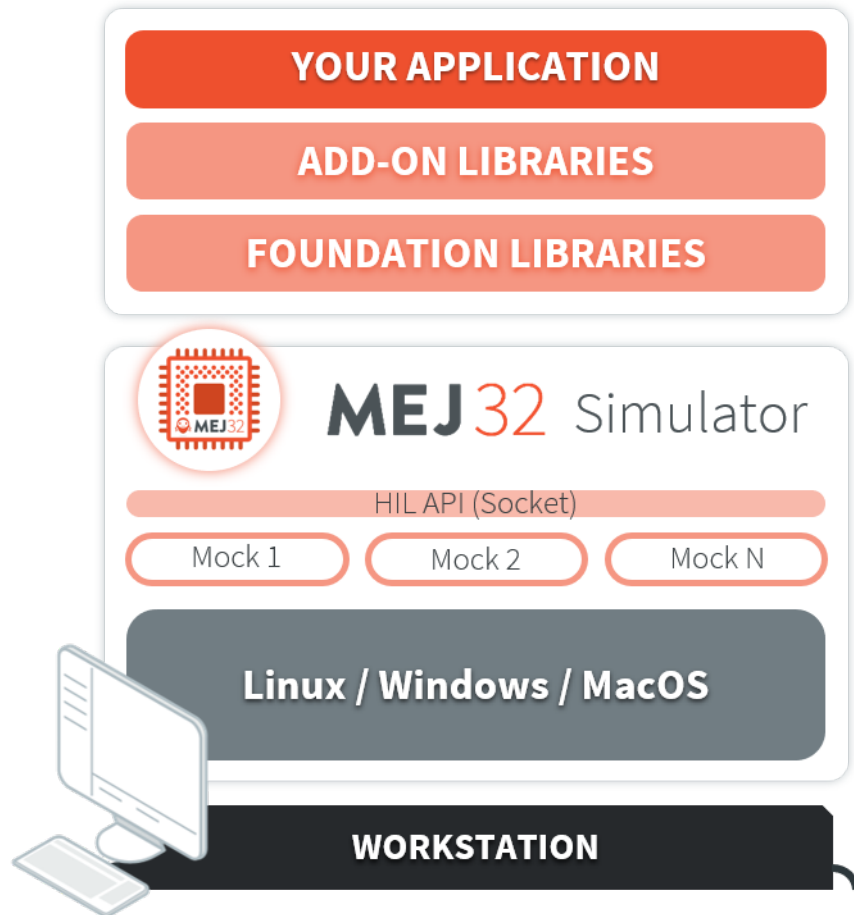 YOUR APPLICATION
ADD-ON LIBRARIES
FOUNDATION LIBRARIES
MEJ32
MEJ32 Simulator
HIL API (Socket)
Mock 1
Mock 2
Mock N
Linux / Windows / MacOS
WORKSTATION